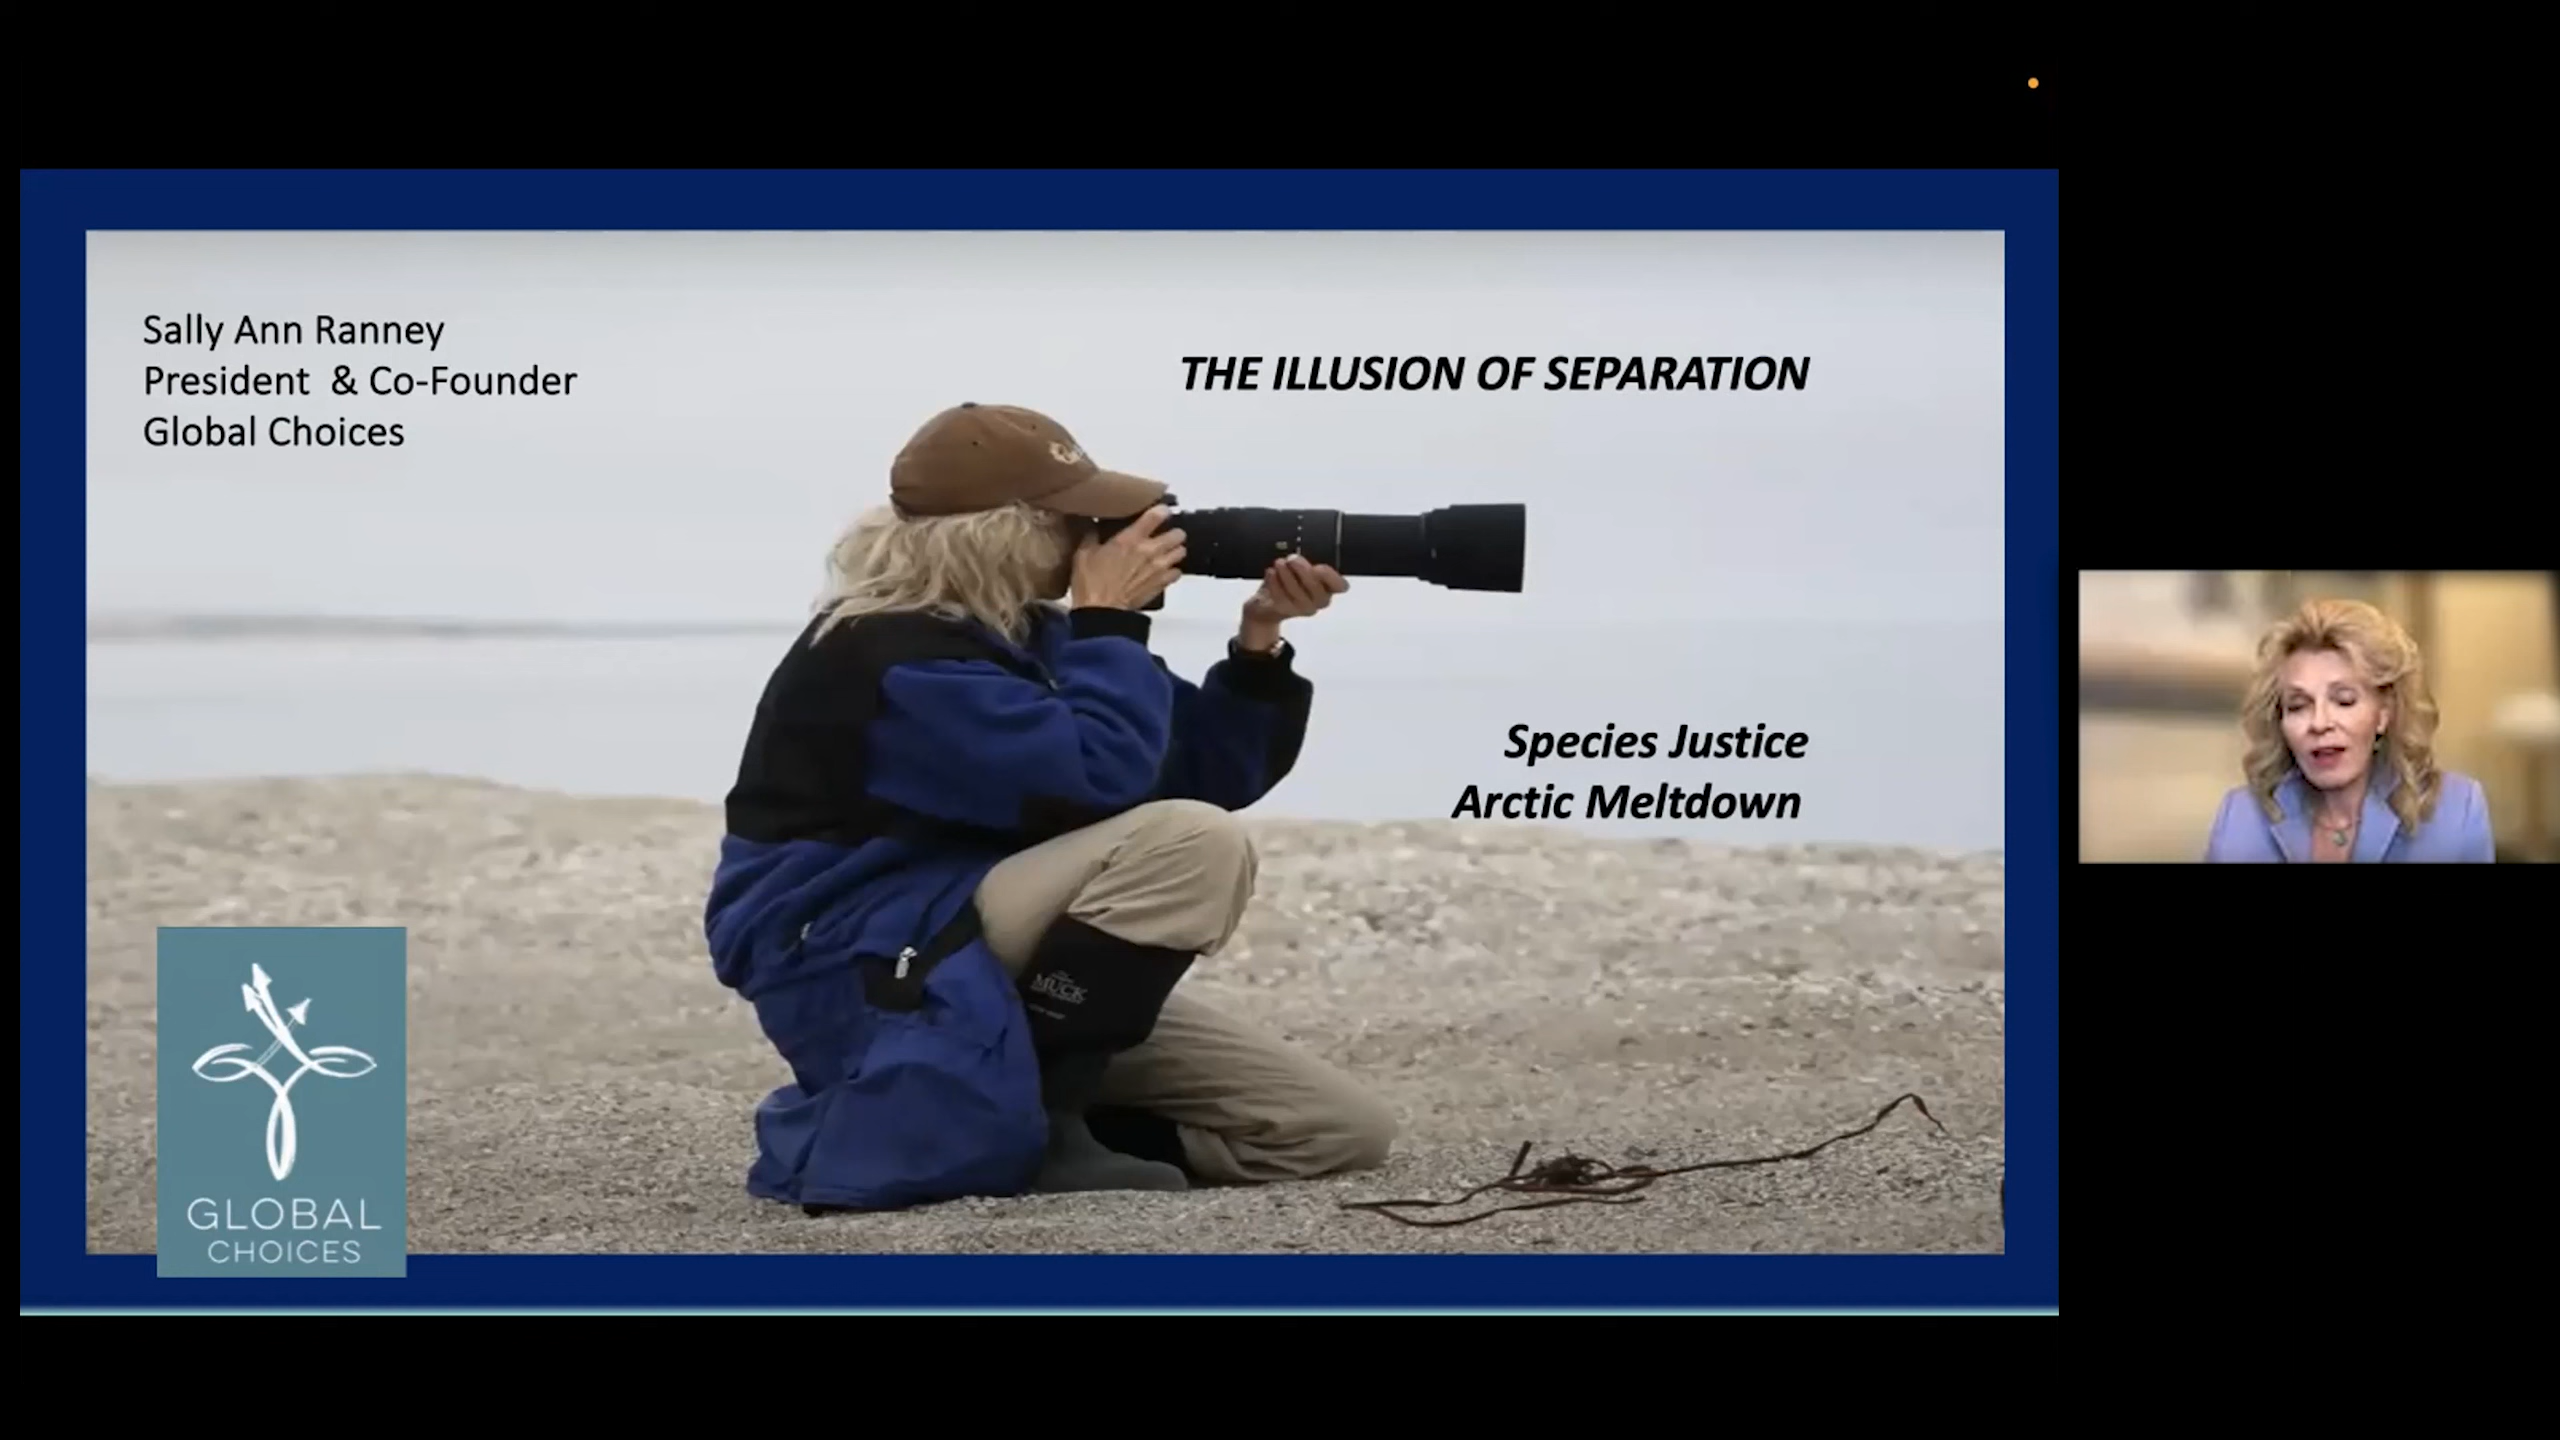 Sally Ann Ranney
President & Co-Founder
Global Choices
THE ILLUSION OF SEPARATION
Species Justice
Arctic Meltdown
MUCK
GLOBAL
CHOICES